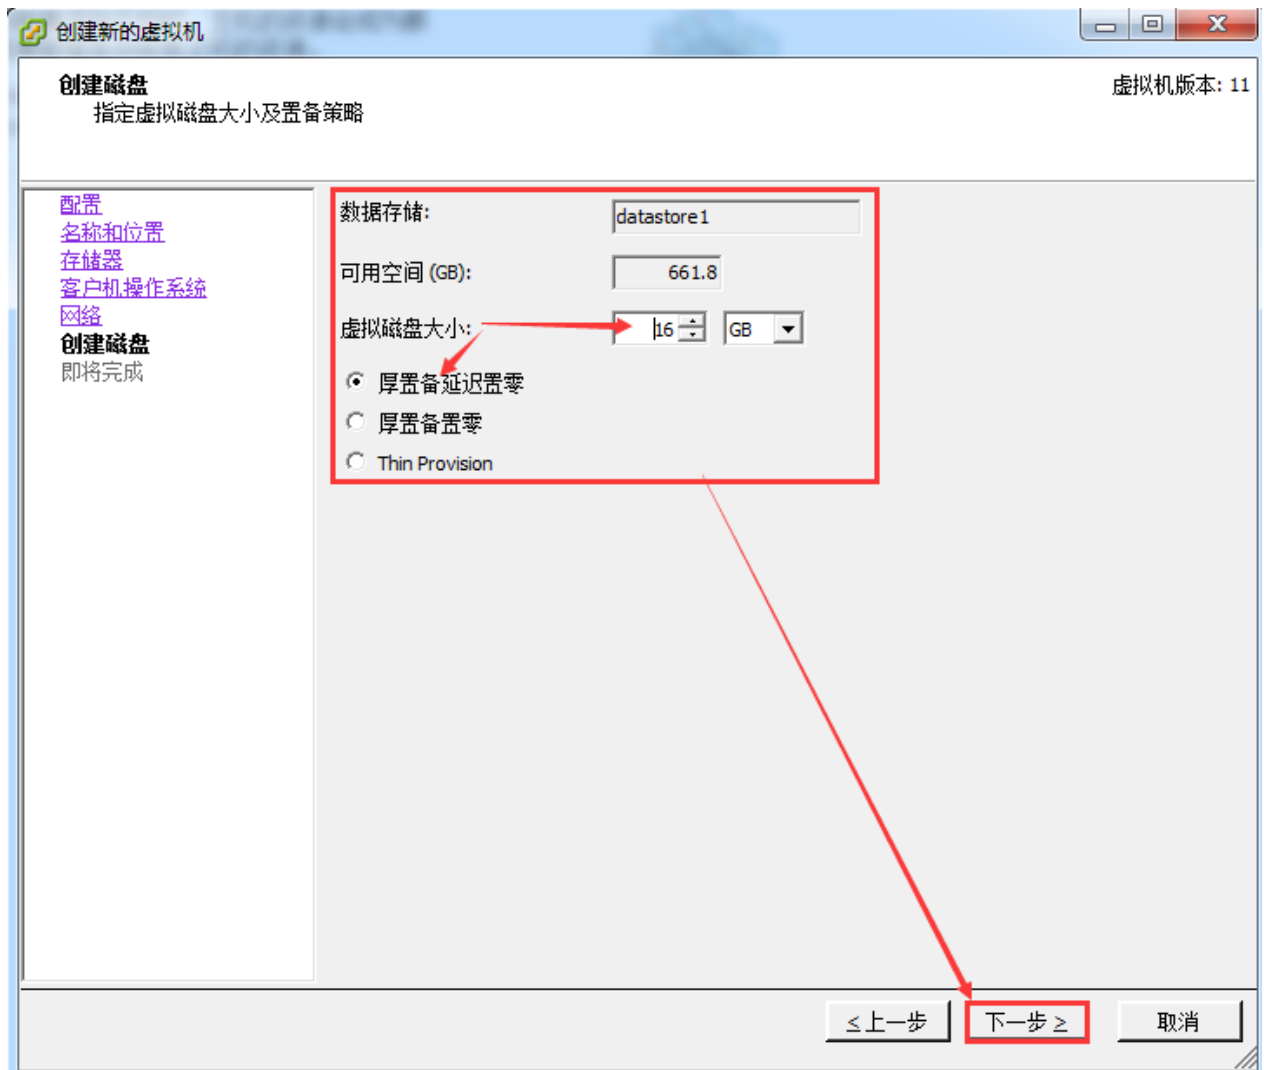 创建新的虚拟机
创建磁盘
指定虚拟磁盘大小及置备策略
虚拟机版本: 11
配置
名称和位置
存储器
客户机操作系统
网络
创建磁盘
即将完成
数据存储: datastore1
可用空间 (GB): 661.8
虚拟磁盘大小: 16 GB
厚置备延迟置零
厚置备置零
Thin Provision
≤上一步 下一步 ≥ 取消